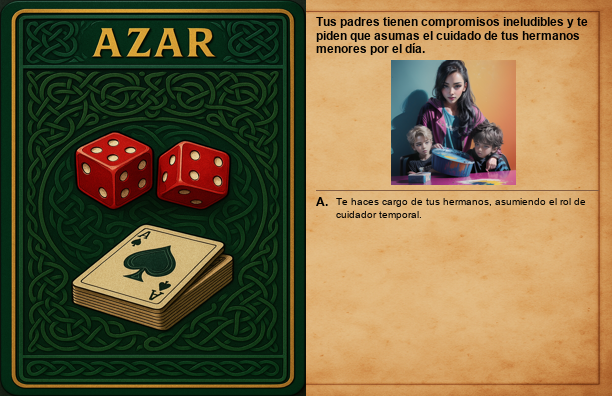 AZAR
A
A
Tus padres tienen compromisos ineludibles y te
piden que asumas el cuidado de tus hermanos
menores por el día.
A. Te haces cargo de tus hermanos, asumiendo el rol de
cuidador temporal.